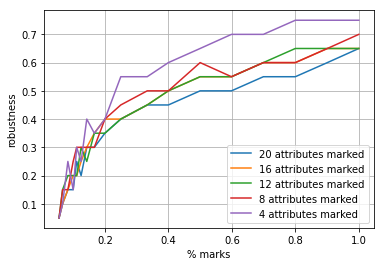 robustness
0.7
0.6
0.5
0.4
0.3
0.2
0.1
20 attributes marked
16 attributes marked
12 attributes marked
8 attributes marked
4 attributes marked
0.2 0.4 0.6 0.8 1.0
% marks